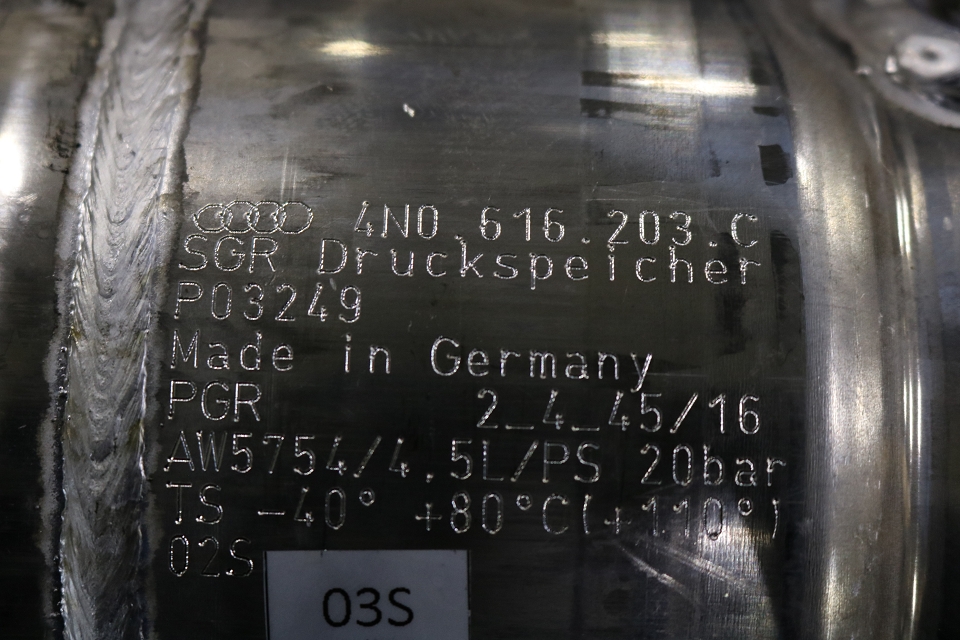 4N0.616.203.C
SGR Druckspeicher
P03249
Made in Germany
PGR 2_4_45/16
AW5754/4.5L/PS 20bar
TS -40° +80°C(+110°)
02S
03S